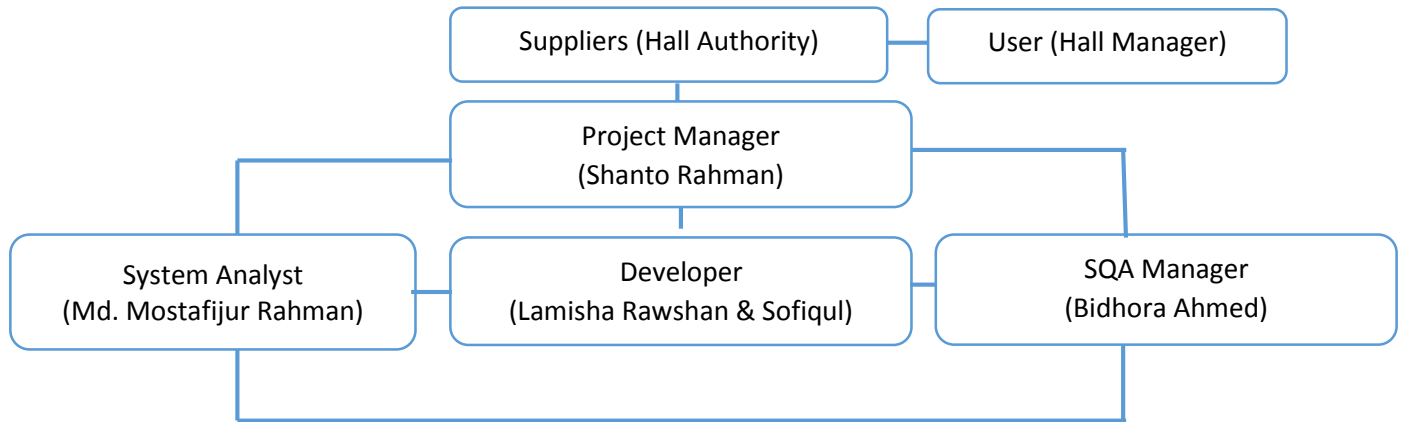 Suppliers (Hall Authority)
User (Hall Manager)
Project Manager
(Shanto Rahman)
System Analyst
(Md. Mostafijur Rahman)
Developer
(Lamisha Rawshan & Sofiqul)
SQA Manager
(Bidhora Ahmed)